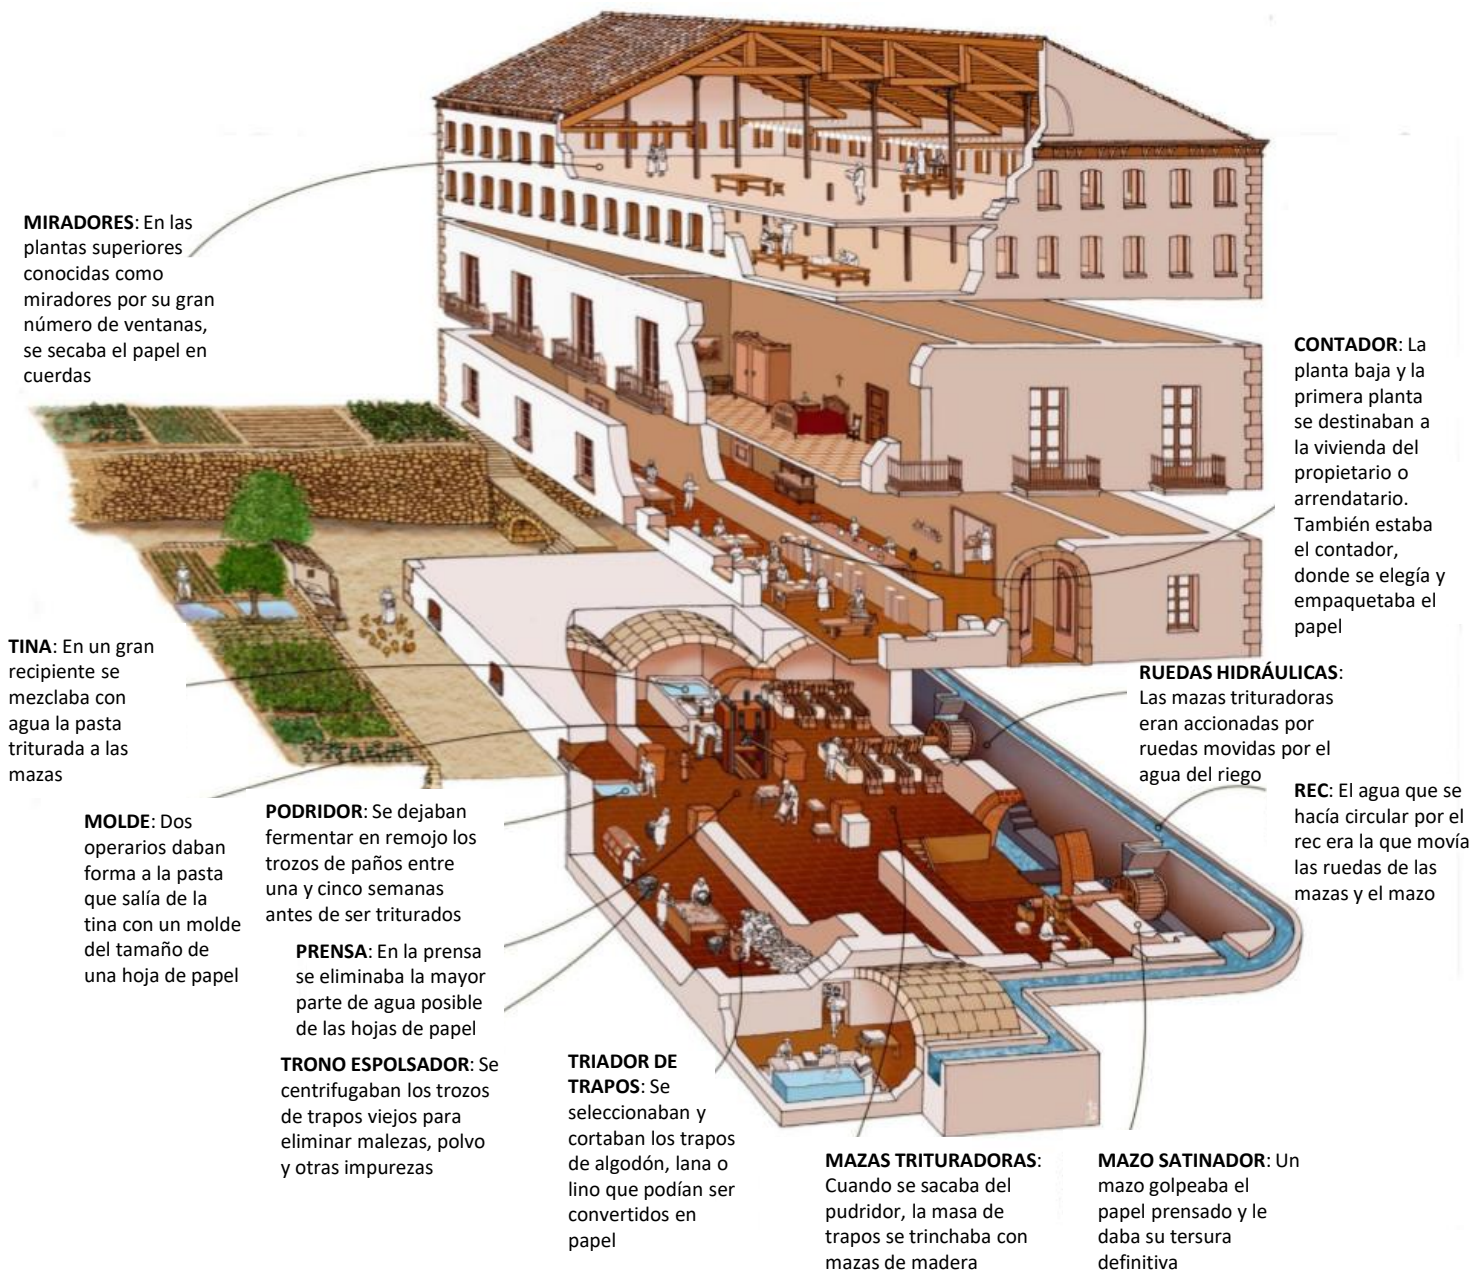 MIRADORES: En las
plantas superiores
conocidas como
miradores por su gran
número de ventanas,
se secaba el papel en
cuerdas
CONTADOR: La
planta baja y la
primera planta
se destinaban a
la vivienda del
propietario o
arrendatario.
También estaba
el contador,
donde se elegía y
empaquetaba el
papel
TINA: En un gran
recipiente se
mezclaba con
agua la pasta
triturada a las
mazas
RUEDAS HIDRÁULICAS:
Las mazas trituradoras
eran accionadas por
ruedas movidas por el
agua del riego
REC: El agua que se
hacía circular por el
rec era la que movía
las ruedas de las
mazas y el mazo
MOLDE: Dos
operarios daban
forma a la pasta
que salía de la
tina con un molde
del tamaño de
una hoja de papel
PODRIDOR: Se dejaban
fermentar en remojo los
trozos de paños entre
una y cinco semanas
antes de ser triturados
PRENSA: En la prensa
se eliminaba la mayor
parte de agua posible
de las hojas de papel
TRONO ESPOLSADOR: Se
centrifugaban los trozos
de trapos viejos para
eliminar malezas, polvo
y otras impurezas
TRIADOR DE
TRAPOS: Se
seleccionaban y
cortaban los trapos
de algodón, lana o
lino que podían ser
convertidos en
papel
MAZAS TRITURADORAS:
Cuando se sacaba del
pudridor, la masa de
trapos se trinchaba con
mazas de madera
MAZO SATINADOR: Un
mazo golpeaba el
papel prensado y le
daba su tersura
definitiva